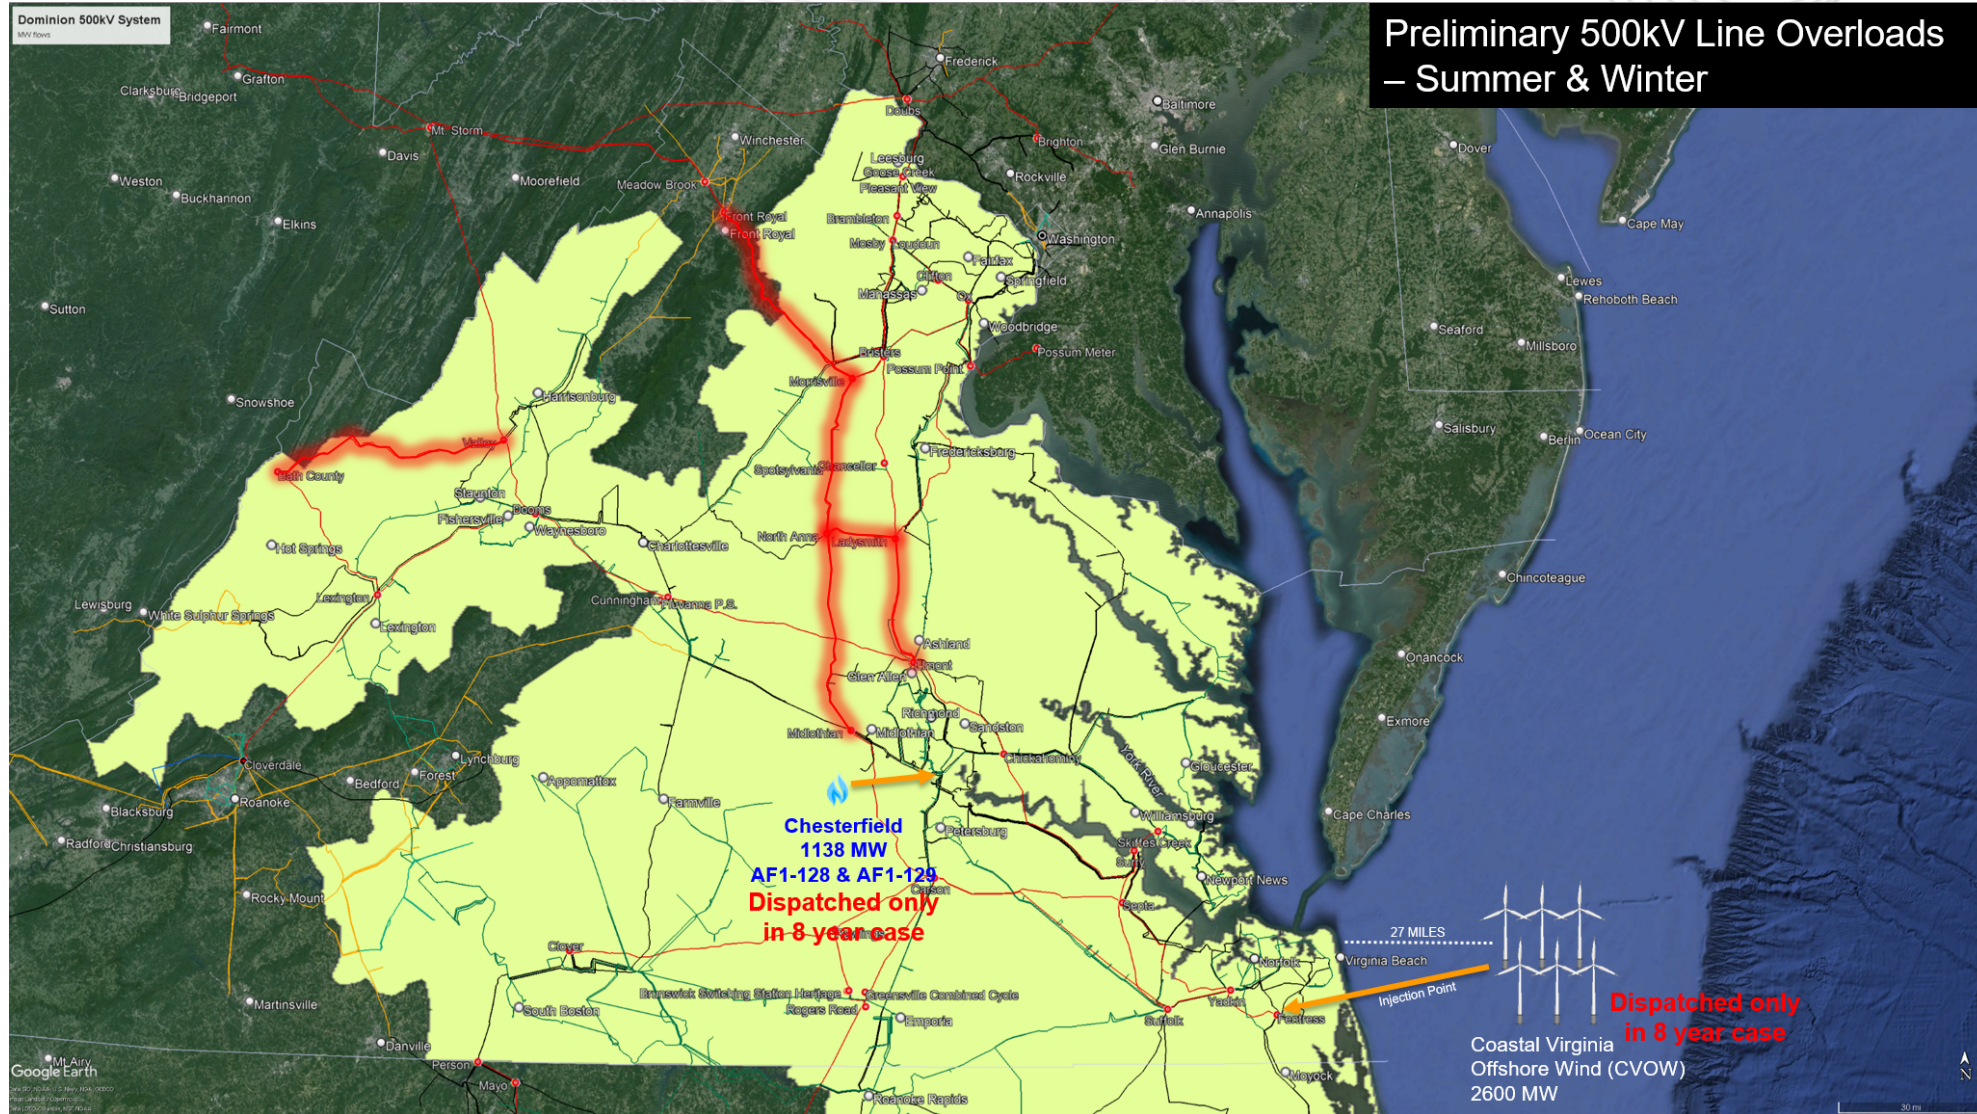 Dominion 500kV System
MW flows
Preliminary 500kV Line Overloads
– Summer & Winter
Fairmont
Frederick
Grafton
Clarksburg
Bridgeport
Baltimore
Doubs
Mt. Storm
Winchester
Brighton
Glen Burnie
Dover
Davis
Leesburg
Goose Creek
Pleasant View
Rockville
Weston
Moorefield
Meadow Brook
Buckhannon
Front Royal
Front Royal
Brambleton
Annapolis
Cape May
Elkins
Mosby
Loudoun
Washington
Fairfax
Clifton
Springfield
Lewes
Manassas
Ox
Rehoboth Beach
Sutton
Woodbridge
Seaford
Millsboro
Bristers
Possum Point
Possum Meter
Morrisville
Snowshoe
Harrisonburg
Salisbury
Berlin
Ocean City
Valley
Fredericksburg
Bath County
Spotsylvania
Chancellor
Staunton
Fishersville
Dooms
Waynesboro
North Anna
Ladysmith
Hot Springs
Charlottesville
Chincoteague
Lewisburg
White Sulphur Springs
Lexington
Cunningham
Fluvanna P.S.
Lexington
Ashland
Elmont
Glen Allen
Onancock
Richmond
Sandston
Exmore
Midlothian
Midlothian
Chickahominy
York River
Gloucester
Cloverdale
Lynchburg
Forest
Bedford
Appomattox
Roanoke
Farmville
Blacksburg
Radford
Christiansburg
Cape Charles
Williamsburg
Chesterfield
1138 MW
AF1-128 & AF1-129
Dispatched only
in 8 year case
Petersburg
Skiffes Creek
Surry
Newport News
Carson
Septa
Rocky Mount
Rawlings
Clover
27 MILES
Norfolk
Virginia Beach
Injection Point
Martinsville
Brunswick Switching Station
Heritage
Greensville Combined Cycle
Rogers Road
South Boston
Emporia
Yadkin
Suffolk
Fentress
Dispatched only
in 8 year case
Coastal Virginia
Offshore Wind (CVOW)
2600 MW
Danville
Person
Mayo
Mt Airy
Google Earth
Moyock
Roanoke Rapids
N
30 mi